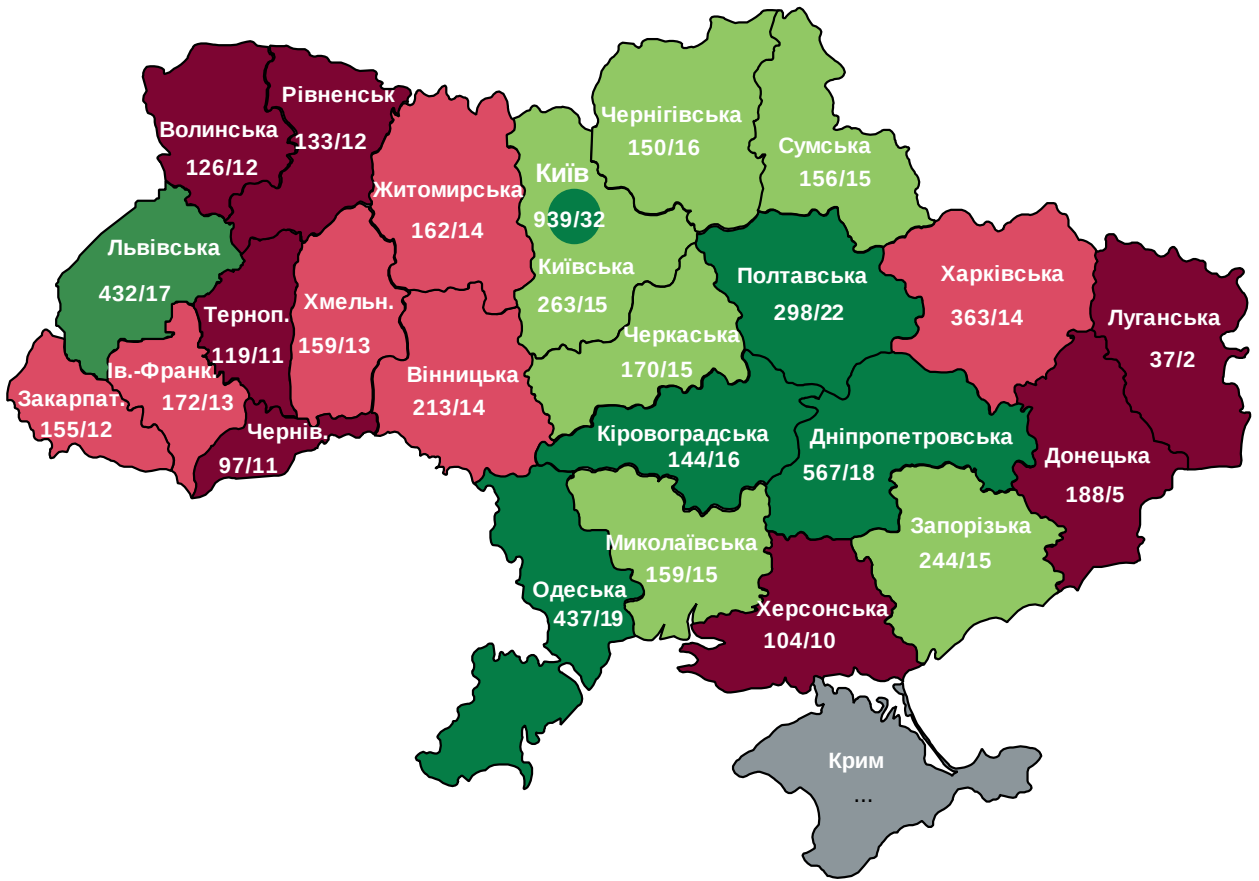 Рівненськ
133/12
Волинська
126/12
Чернігівська
150/16
Сумська
156/15
Житомирська
162/14
Київ
939/32
Київська
263/15
Львівська
432/17
Полтавська
298/22
Харківська
363/14
Луганська
37/2
Терноп.
119/11
Хмельн.
159/13
Черкаська
170/15
Ів.-Франк.
172/13
Вінницька
213/14
Закарпат.
155/12
Чернів.
97/11
Кіровоградська
144/16
Дніпропетровська
567/18
Донецька
188/5
Запорізька
244/15
Миколаївська
159/15
Одеська
437/19
Херсонська
104/10
Крим
...